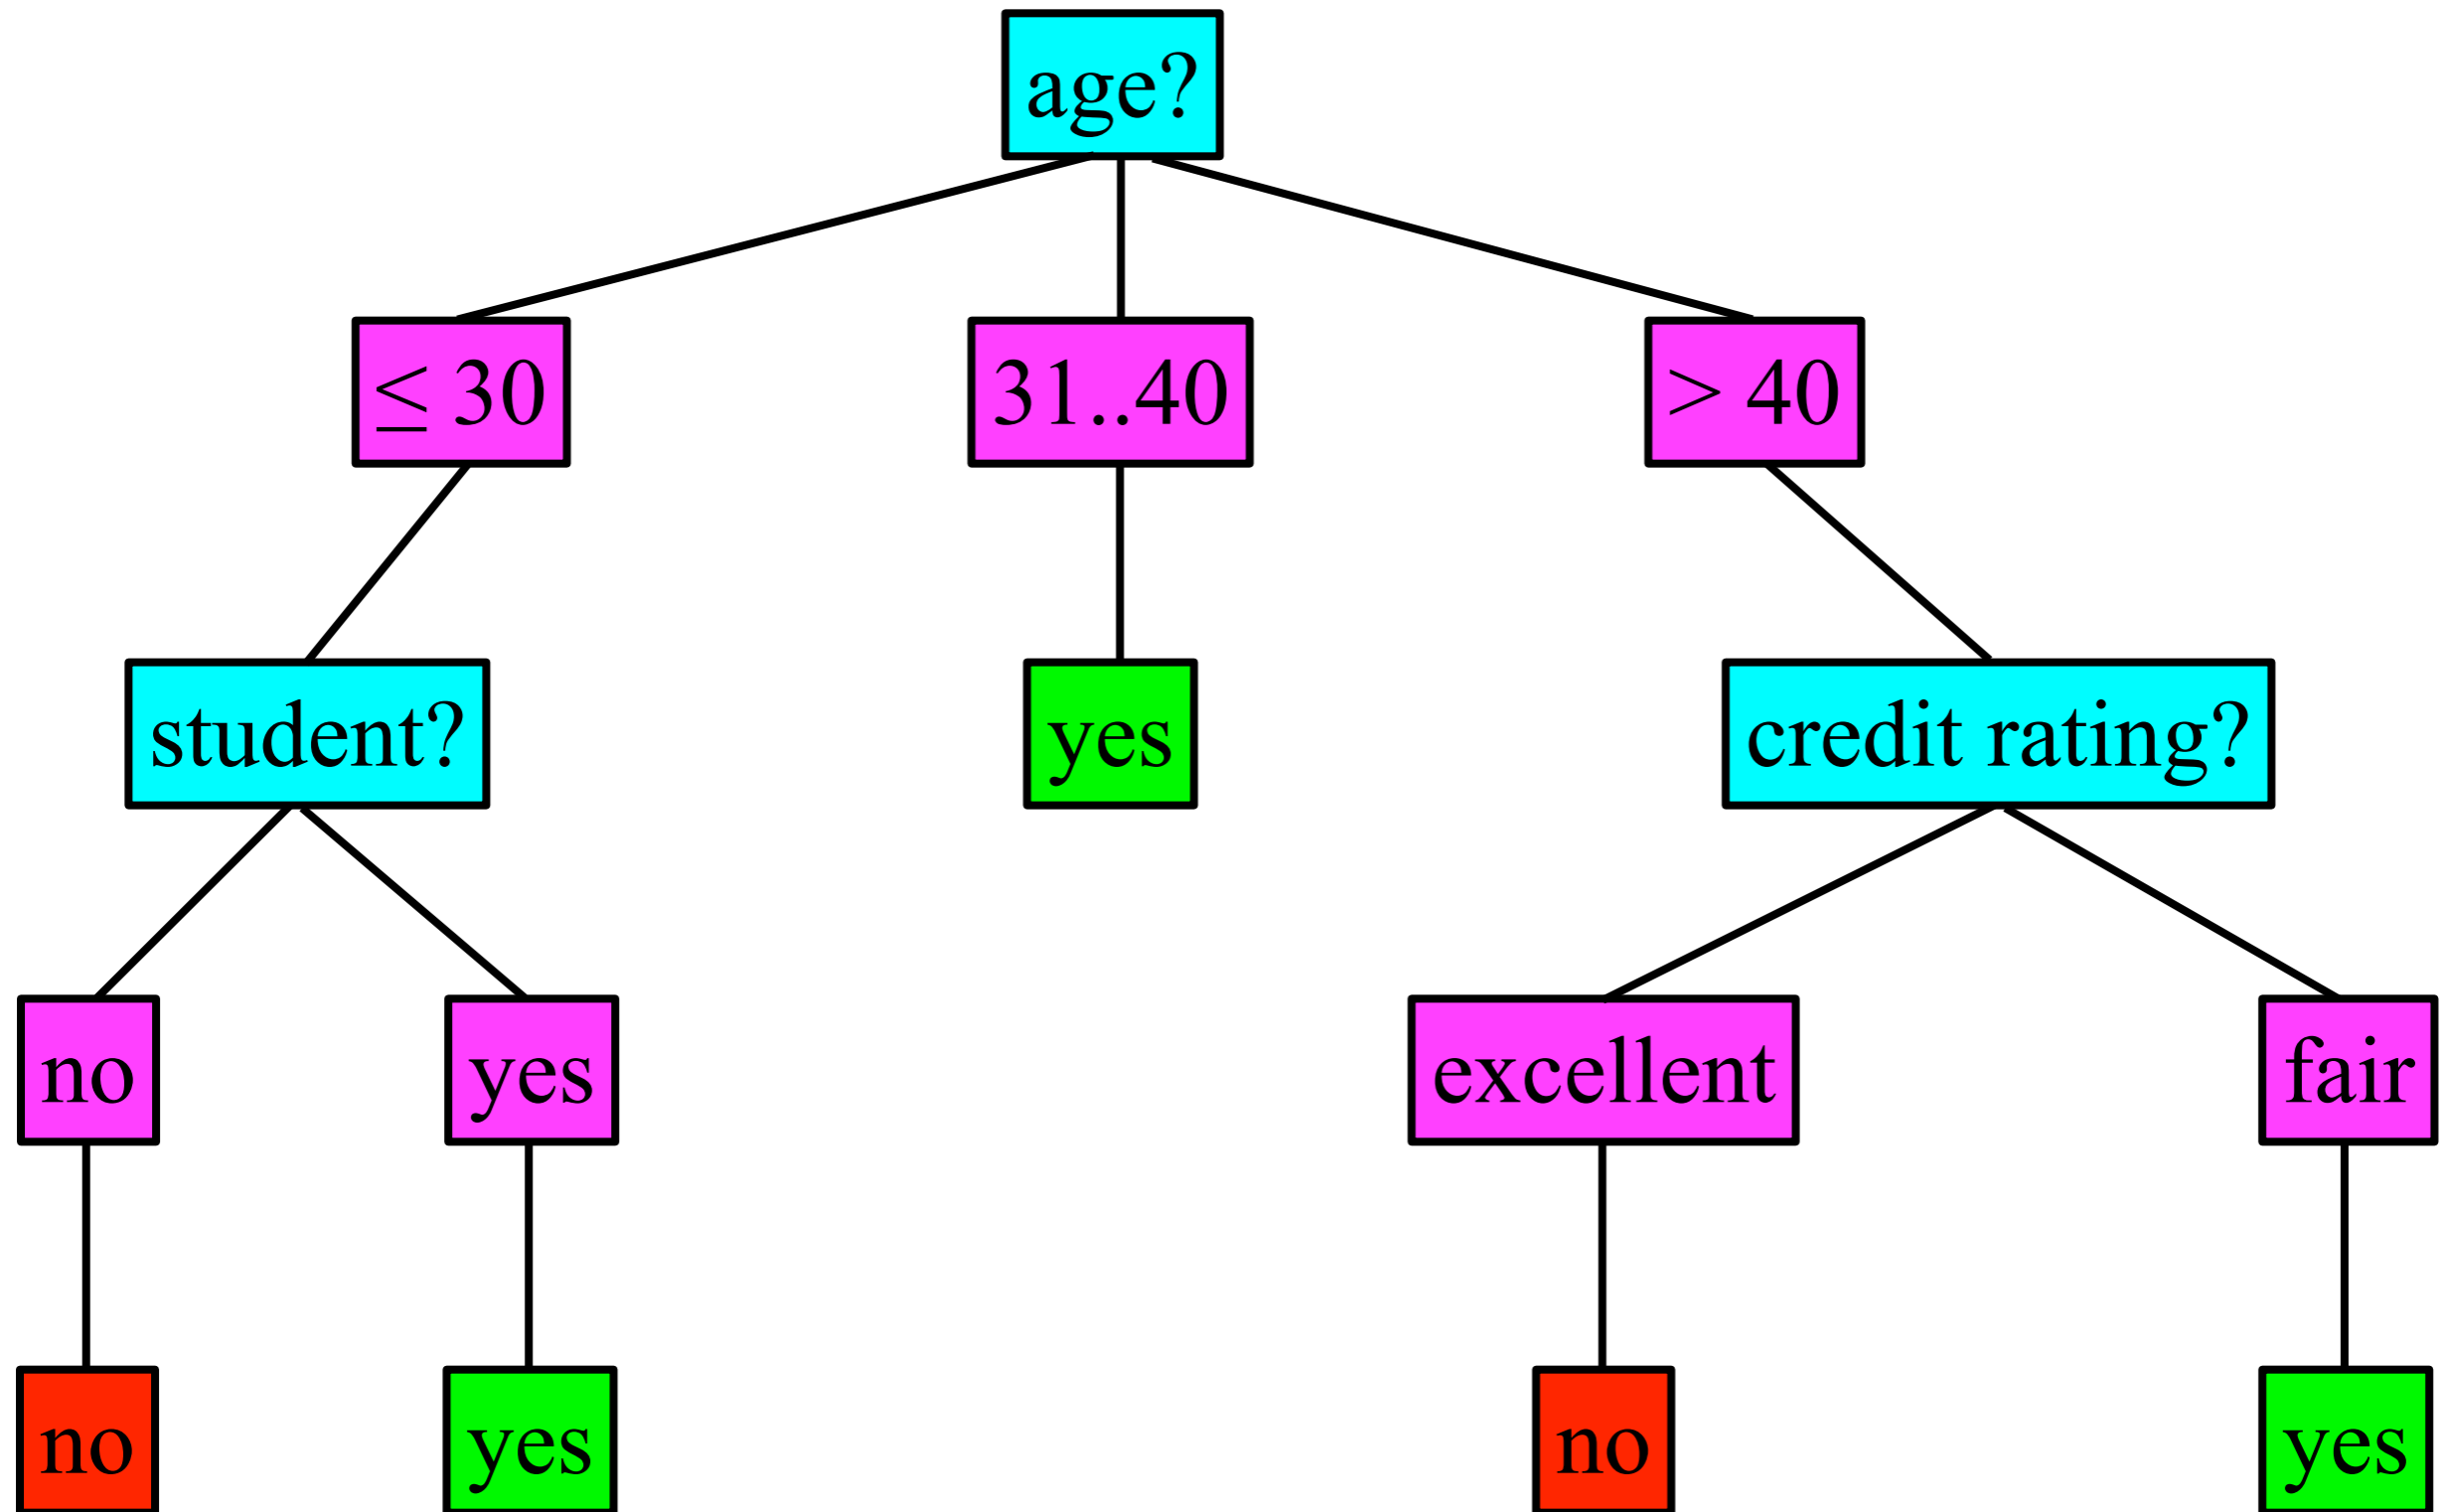 age?
≤ 30
31..40
> 40
student?
yes
credit rating?
no
yes
excellent
fair
no
yes
no
yes